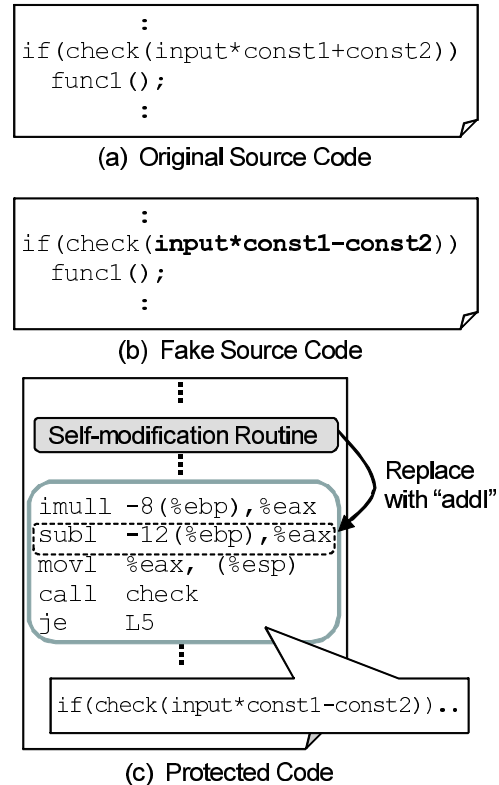 :
if(check(input*const1+const2))
func1();
:
(a) Original Source Code
:
if(check(input*const1-const2))
func1();
:
(b) Fake Source Code
Self-modification Routine
Replace
with "addl"
imull -8(%ebp),%eax
subl -12(%ebp),%eax
movl %eax, (%esp)
call check
je L5
if(check(input*const1-const2))..
(c) Protected Code